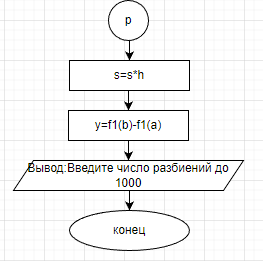 p
s=s*h
y=f1(b)-f1(a)
Вывод:Введите число разбиений до
1000
конец